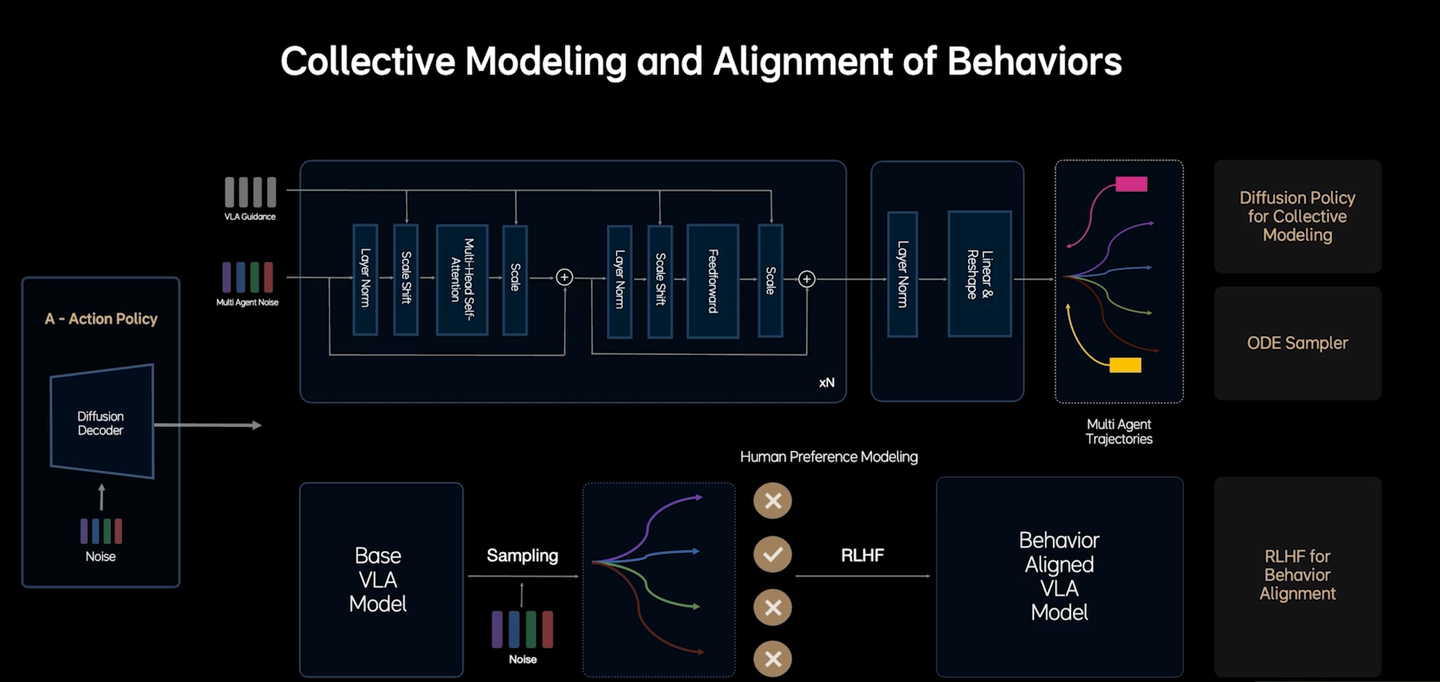 Collective Modeling and Alignment of Behaviors
VLA Guidance
Multi Agent Noise
Layer Norm
Scale Shift
Multi-Head Self-
Attention
Scale
+
Layer Norm
Scale Shift
Feedforward
Scale
+
xN
Layer Norm
Linear &
Reshape
Multi Agent
Trajectories
Diffusion Policy
for Collective
Modeling
ODE Sampler
A - Action Policy
Diffusion
Decoder
Noise
Base
VLA
Model
Sampling
Noise
Human Preference Modeling
RLHF
Behavior
Aligned
VLA
Model
RLHF for
Behavior
Alignment